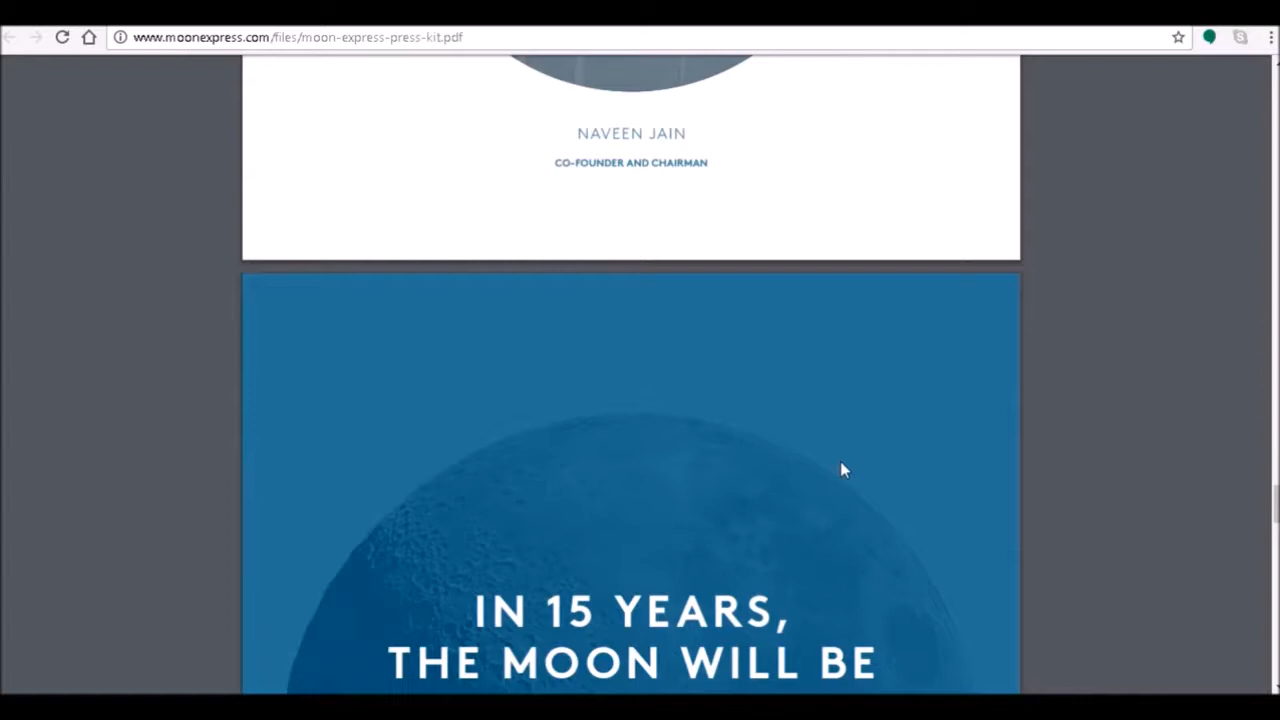 www.moonexpress.com/files/moon-express-press-kit.pdf
NAVEEN JAIN
CO-FOUNDER AND CHAIRMAN
IN 15 YEARS,
THE MOON WILL BE